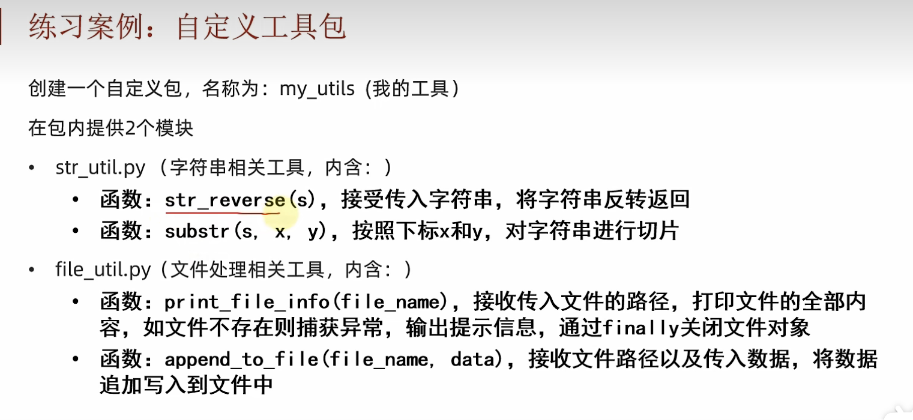 练习案例：自定义工具包
创建一个自定义包，名称为：my_utils（我的工具）
在包内提供2个模块
• str_util.py（字符串相关工具，内含：）
• 函数：str_reverse(s)，接受传入字符串，将字符串反转返回
• 函数：substr(s, x, y)，按照下标x和y，对字符串进行切片
• file_util.py（文件处理相关工具，内含：）
• 函数：print_file_info(file_name)，接收传入文件的路径，打印文件的全部内
容，如文件不存在则捕获异常，输出提示信息，通过finally关闭文件对象
• 函数：append_to_file(file_name, data)，接收文件路径以及传入数据，将数据
追加写入到文件中